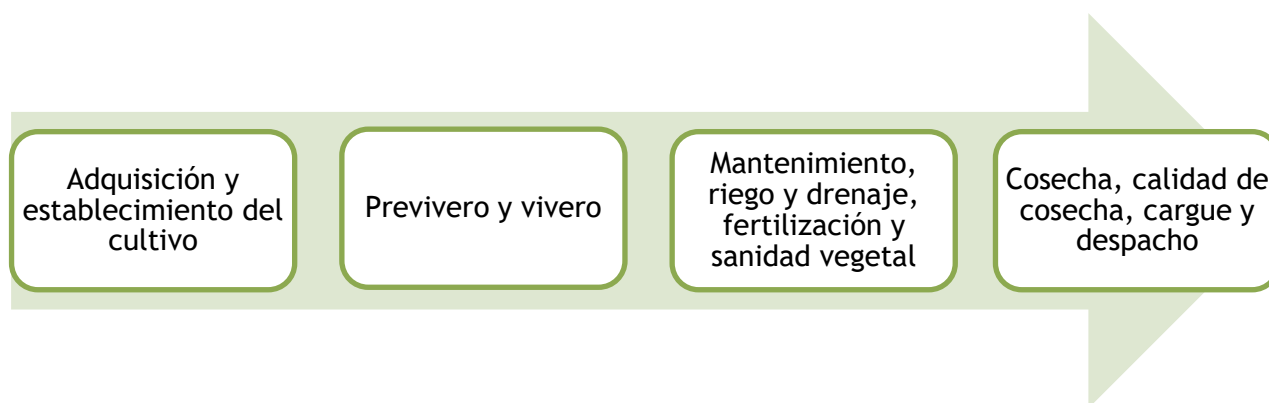 Adquisición y
establecimiento del
cultivo
Previvero y vivero
Mantenimiento,
riego y drenaje,
fertilización y
sanidad vegetal
Cosecha, calidad de
cosecha, cargue y
despacho